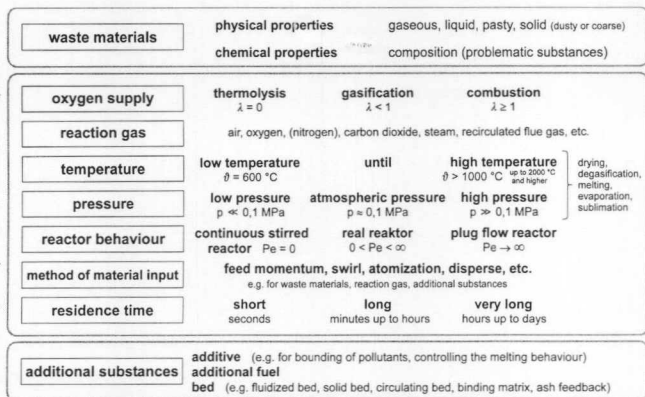 waste materials
physical properties gaseous, liquid, pasty, solid (dusty or coarse)
chemical properties composition (problematic substances)
oxygen supply
thermolysis gasification combustion
λ = 0 λ < 1 λ ≥ 1
reaction gas
air, oxygen, (nitrogen), carbon dioxide, steam, recirculated flue gas, etc.
temperature
low temperature until high temperature
ϑ = 600 °C ϑ > 1000 °C up to 2000 °C and higher
pressure
low pressure atmospheric pressure high pressure
p ≪ 0,1 MPa p ≈ 0,1 MPa p ≫ 0,1 MPa
drying,
degasification,
melting,
evaporation,
sublimation
reactor behaviour
continuous stirred real reaktor plug flow reactor
reactor Pe = 0 0 < Pe < ∞ Pe → ∞
method of material input
feed momentum, swirl, atomization, disperse, etc.
e.g. for waste materials, reaction gas, additional substances
residence time
short long very long
seconds minutes up to hours hours up to days
additional substances
additive (e.g. for bounding of pollutants, controlling the melting behaviour)
additional fuel
bed (e.g. fluidized bed, solid bed, circulating bed, binding matrix, ash feedback)